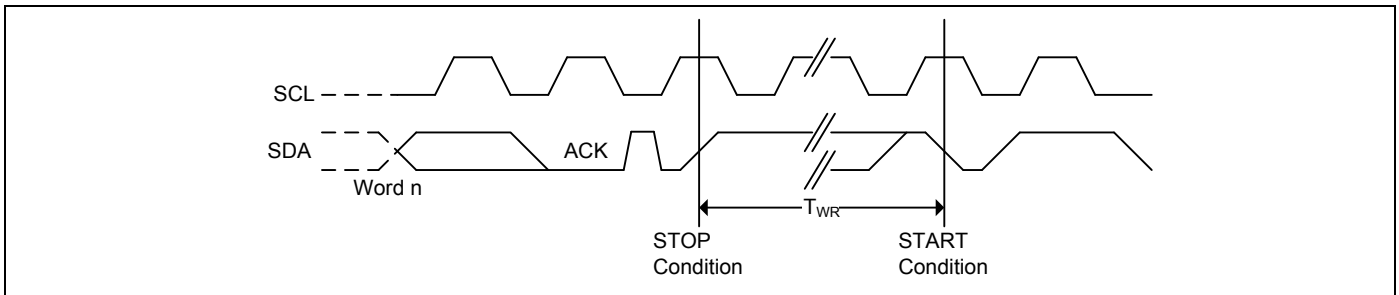 SCL
SDA
ACK
Word n
TWR
STOP
Condition
START
Condition